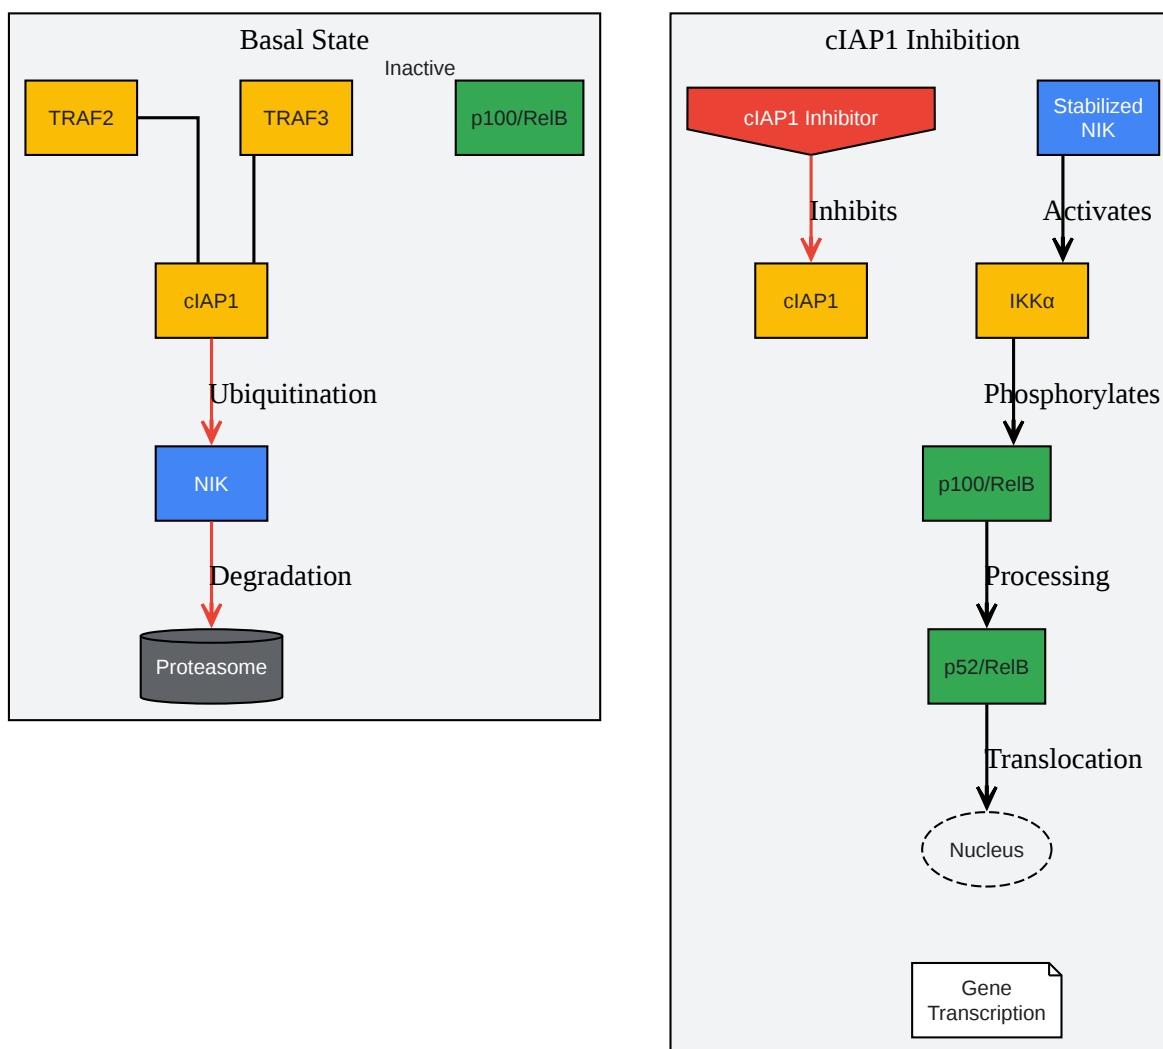 Basal State
Inactive
TRAF2
TRAF3
p100/RelB
cIAP1
Ubiquitination
NIK
Degradation
Proteasome
cIAP1 Inhibition
cIAP1 Inhibitor
Stabilized
NIK
Inhibits
Activates
cIAP1
IKKα
Phosphorylates
p100/RelB
Processing
p52/RelB
Translocation
Nucleus
Gene
Transcription